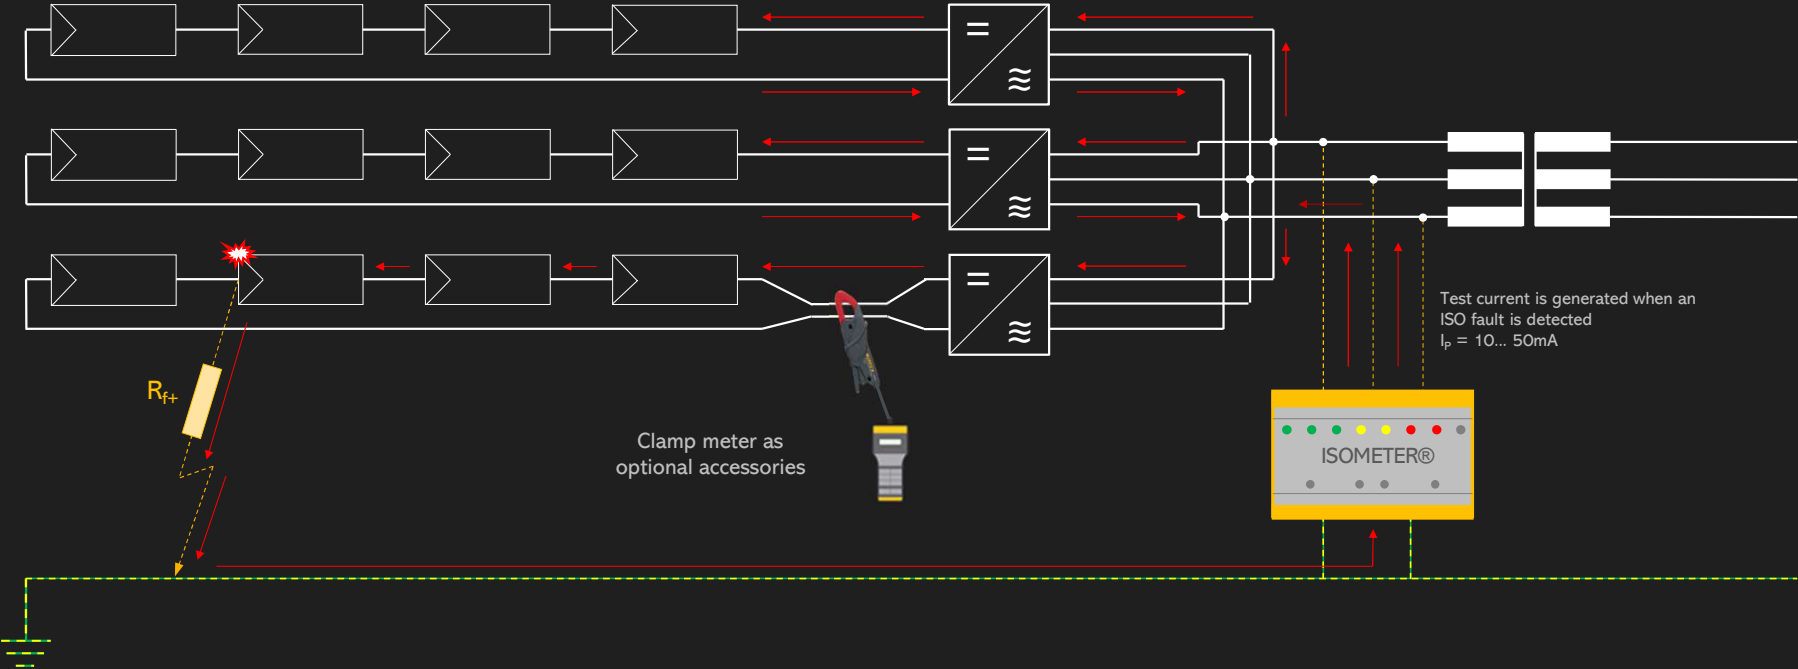 Test current is generated when an
ISO fault is detected
I_P = 10... 50mA
R_f+
Clamp meter as
optional accessories
ISOMETER®